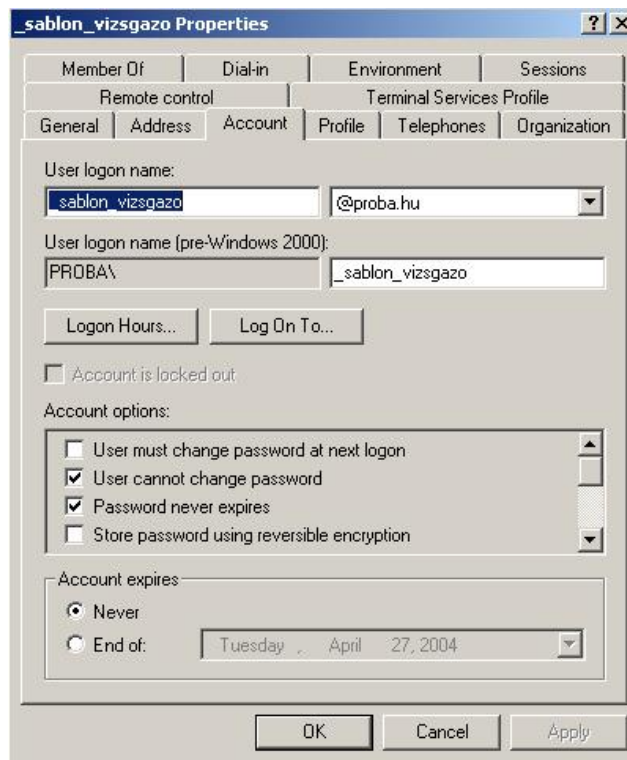 _sablon_vizsgazo Properties
Member Of Dial-in Environment Sessions
Remote control Terminal Services Profile
General Address Account Profile Telephones Organization
User logon name:
_sablon_vizsgazo @proba.hu
User logon name (pre-Windows 2000):
PROBA\ _sablon_vizsgazo
Logon Hours... Log On To...
Account is locked out
Account options:
User must change password at next logon
User cannot change password
Password never expires
Store password using reversible encryption
Account expires
Never
End of: Tuesday , April 27, 2004
OK Cancel Apply